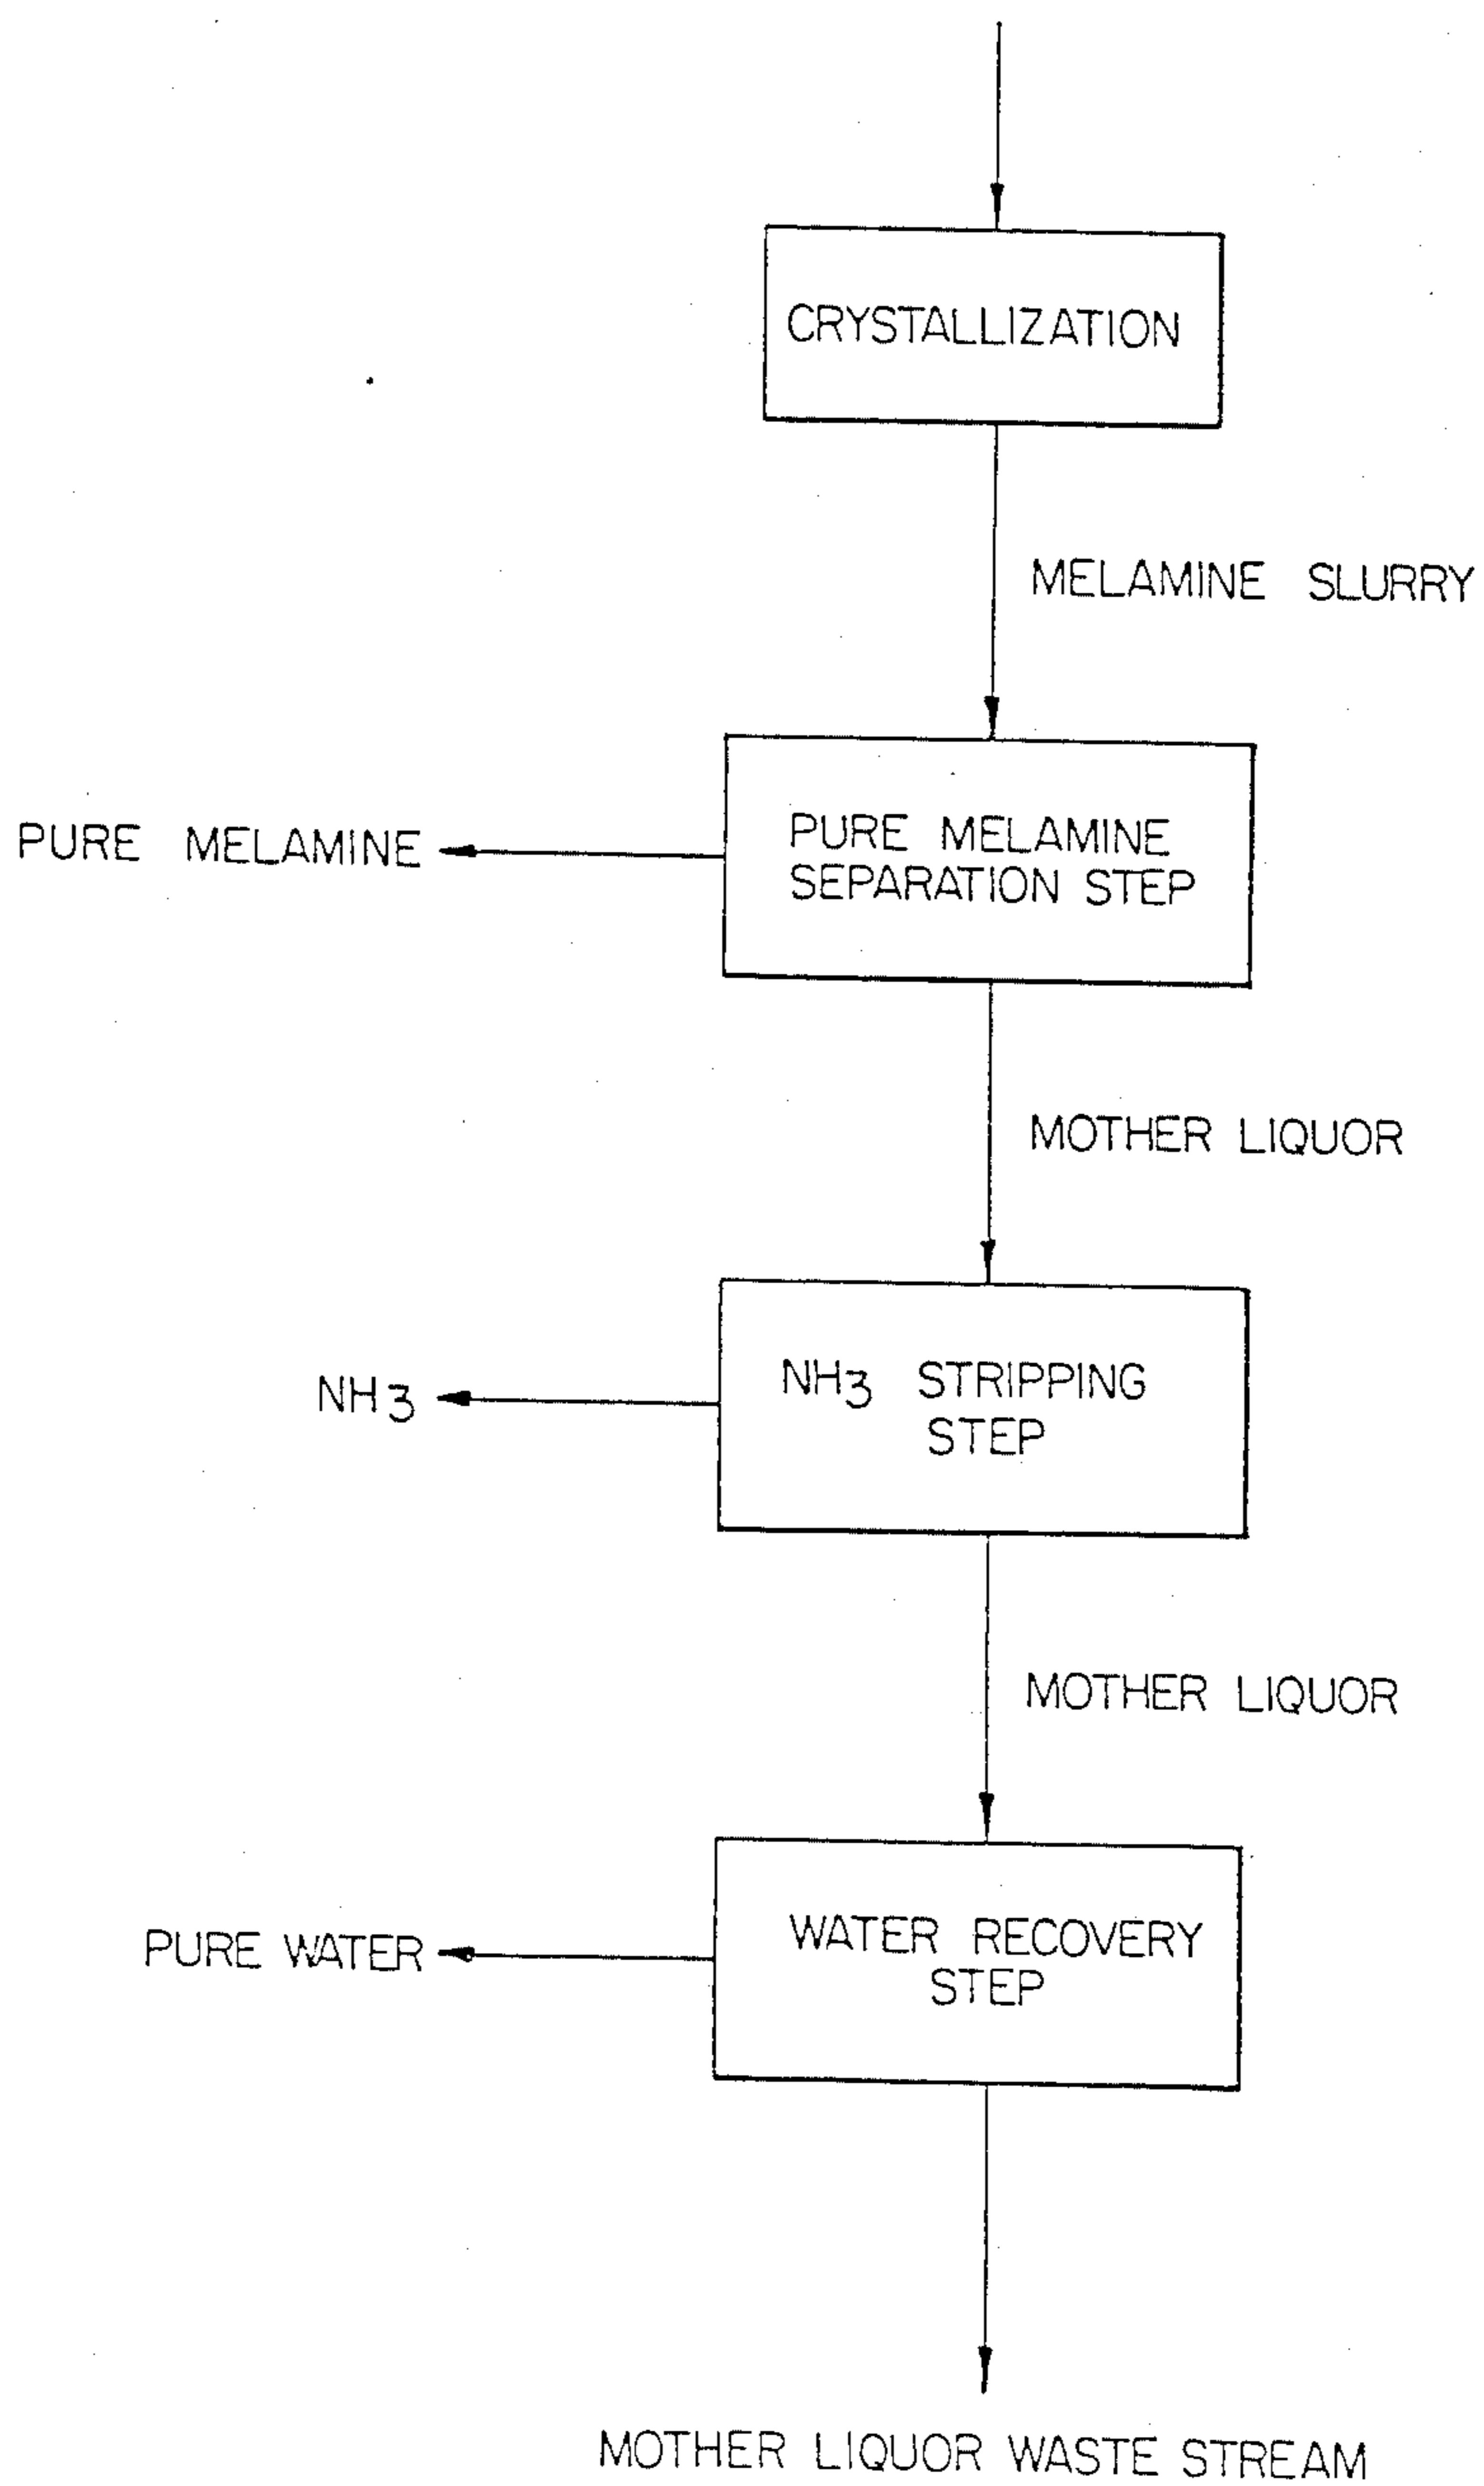 CRYSTALLIZATION
MELAMINE SLURRY
PURE MELAMINE
PURE MELAMINE
SEPARATION STEP
MOTHER LIQUOR
NH3
NH3 STRIPPING
STEP
MOTHER LIQUOR
PURE WATER
WATER RECOVERY
STEP
MOTHER LIQUOR WASTE STREAM